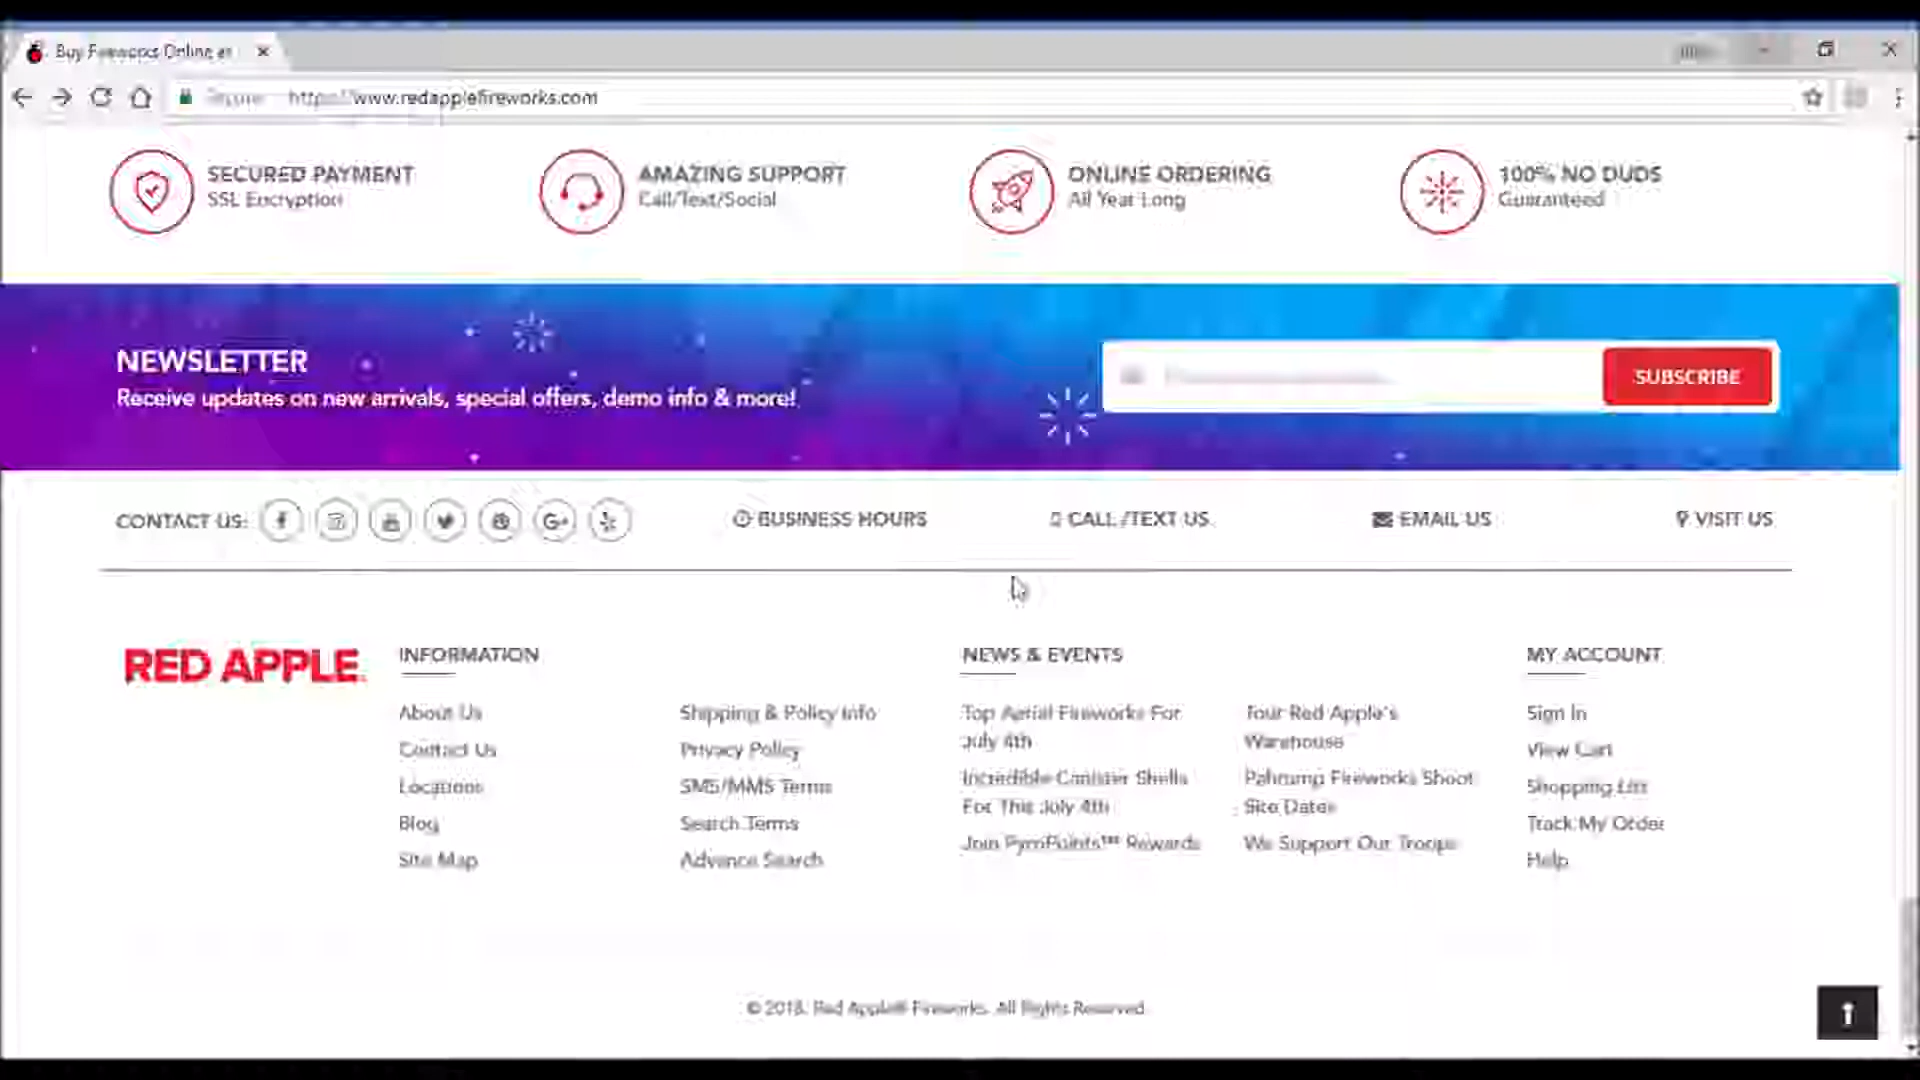 Buy Fireworks Online at
Secure
https://www.redapplefireworks.com
SECURED PAYMENT
SSL Encryption
AMAZING SUPPORT
Call/Text/Social
ONLINE ORDERING
All Year Long
100% NO DUDS
Guaranteed
NEWSLETTER
Receive updates on new arrivals, special offers, demo info & more!
SUBSCRIBE
CONTACT US:
BUSINESS HOURS
CALL /TEXT US
EMAIL US
VISIT US
RED APPLE
INFORMATION
About Us
Contact Us
Locations
Blog
Site Map
Shipping & Policy Info
Privacy Policy
SMS/MMS Terms
Search Terms
Advance Search
NEWS & EVENTS
Top Aerial Fireworks For
July 4th
Incredible Canister Shells
For This July 4th
Join PyroPoints™ Rewards
Tour Red Apple's
Warehouse
Pahrump Fireworks Shoot
Site Dates
We Support Our Troops
MY ACCOUNT
Sign In
View Cart
Shopping List
Track My Order
Help
© 2018. Red Apple® Fireworks. All Rights Reserved.